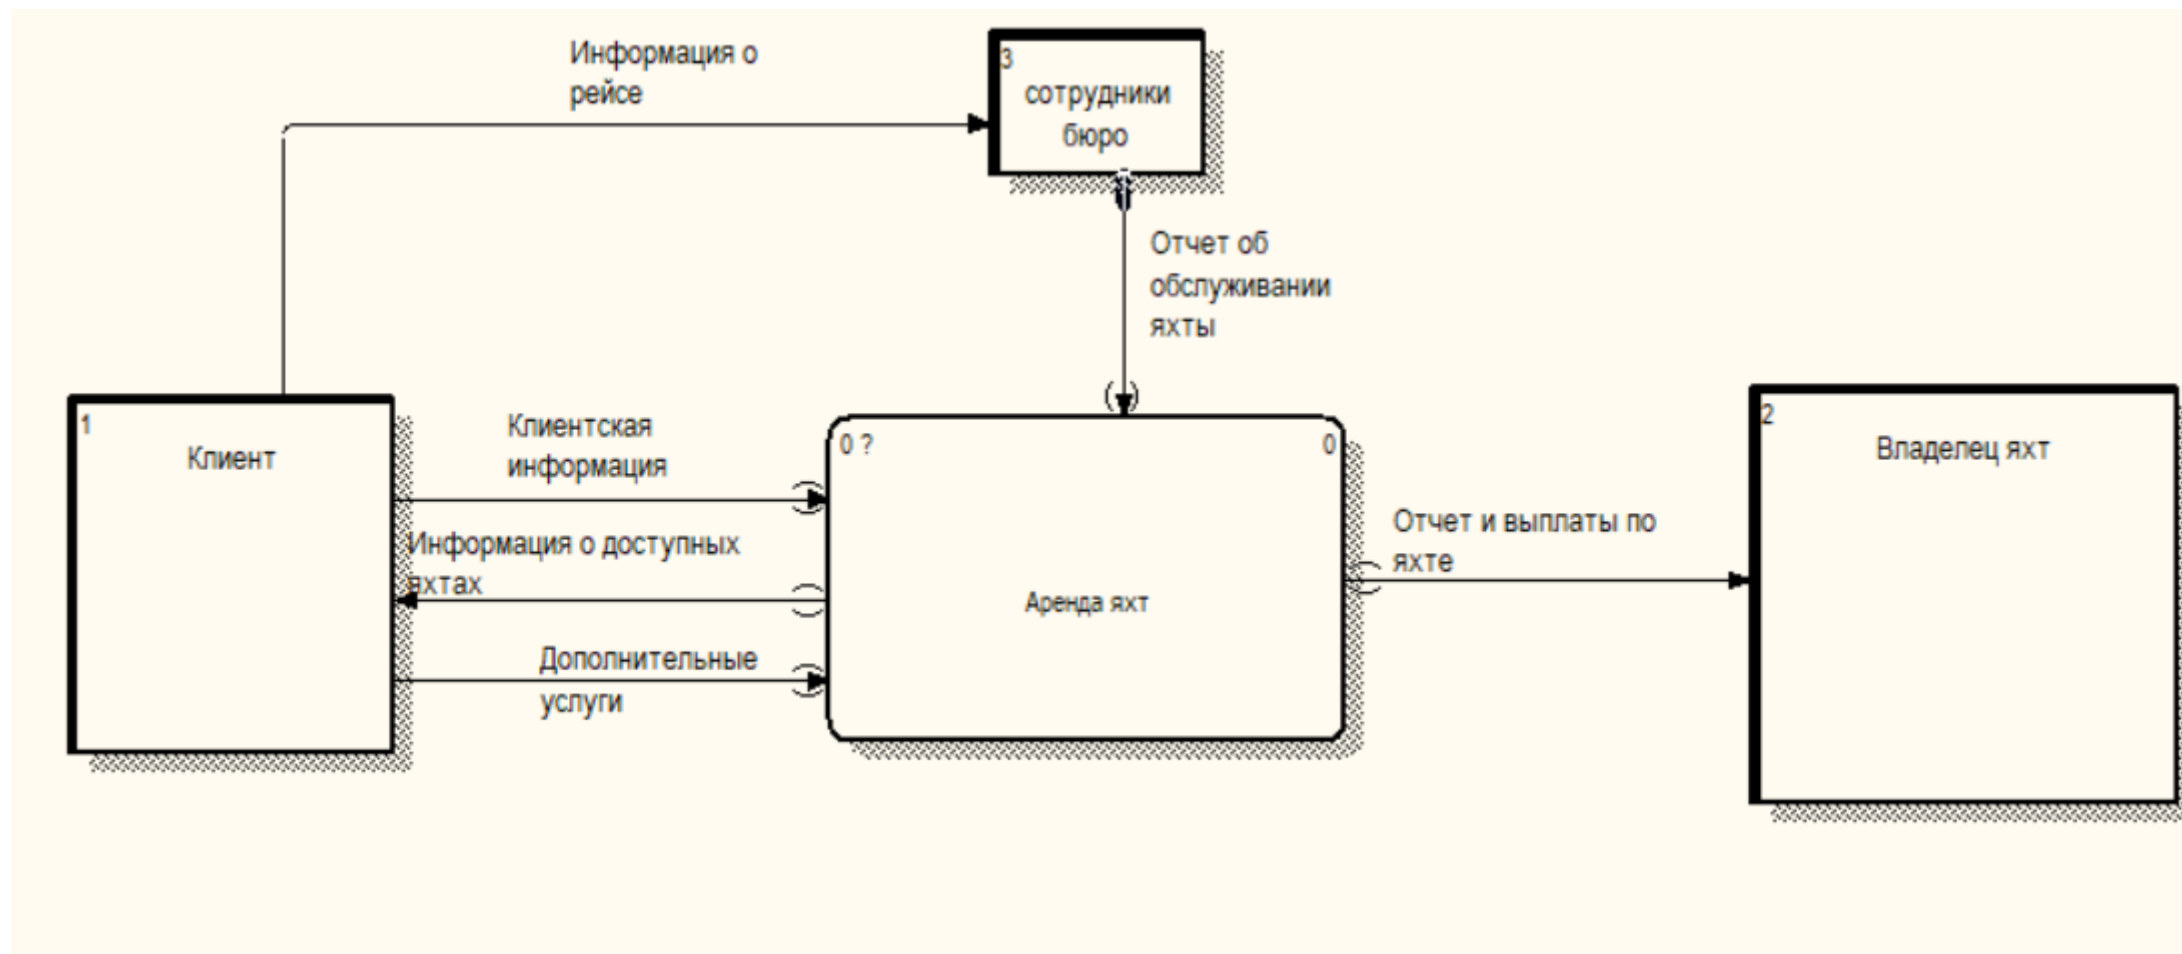 Информация о
рейсе
3
сотрудники
бюро
Отчет об
обслуживании
яхты
1
Клиент
Клиентская
информация
Информация о доступных
яхтах
Дополнительные
услуги
0 ?
0
Аренда яхт
Отчет и выплаты по
яхте
2
Владелец яхт